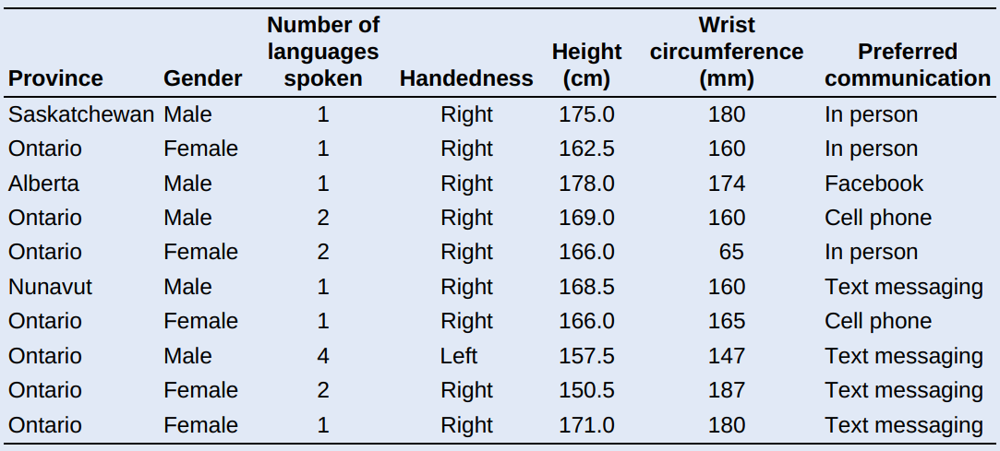 Province Gender Number of languages spoken Handedness Height (cm) Wrist circumference (mm) Preferred communication
Saskatchewan Male 1 Right 175.0 180 In person
Ontario Female 1 Right 162.5 160 In person
Alberta Male 1 Right 178.0 174 Facebook
Ontario Male 2 Right 169.0 160 Cell phone
Ontario Female 2 Right 166.0 65 In person
Nunavut Male 1 Right 168.5 160 Text messaging
Ontario Female 1 Right 166.0 165 Cell phone
Ontario Male 4 Left 157.5 147 Text messaging
Ontario Female 2 Right 150.5 187 Text messaging
Ontario Female 1 Right 171.0 180 Text messaging